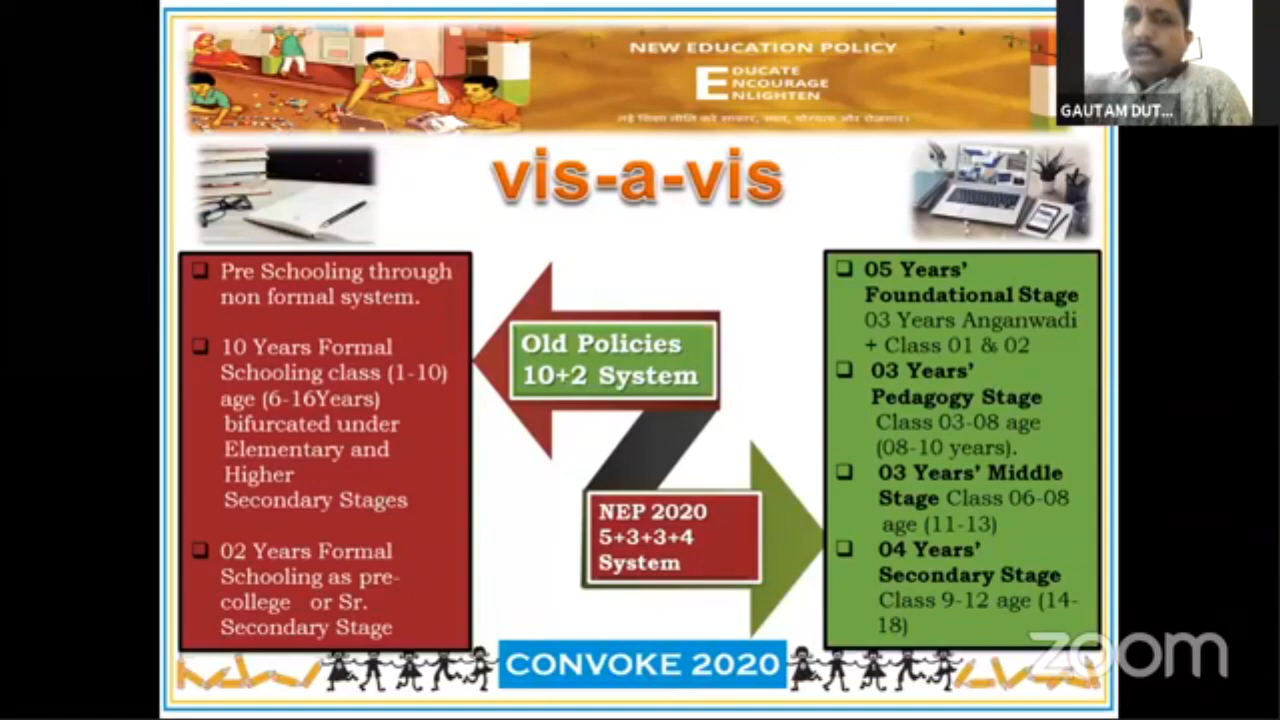 NEW EDUCATION POLICY
EDUCATE
ENCOURAGE
ENLIGHTEN
GAUTAM DUT...
vis-a-vis
❑ Pre Schooling through
non formal system.
❑ 10 Years Formal
Schooling class (1-10)
age (6-16Years)
bifurcated under
Elementary and
Higher
Secondary Stages
❑ 02 Years Formal
Schooling as pre-
college or Sr.
Secondary Stage
Old Policies
10+2 System
NEP 2020
5+3+3+4
System
❑ 05 Years’
Foundational Stage
03 Years Anganwadi
+ Class 01 & 02
❑ 03 Years’
Pedagogy Stage
Class 03-08 age
(08-10 years).
❑ 03 Years’ Middle
Stage Class 06-08
age (11-13)
❑ 04 Years’
Secondary Stage
Class 9-12 age (14-
18)
CONVOKE 2020
zoom